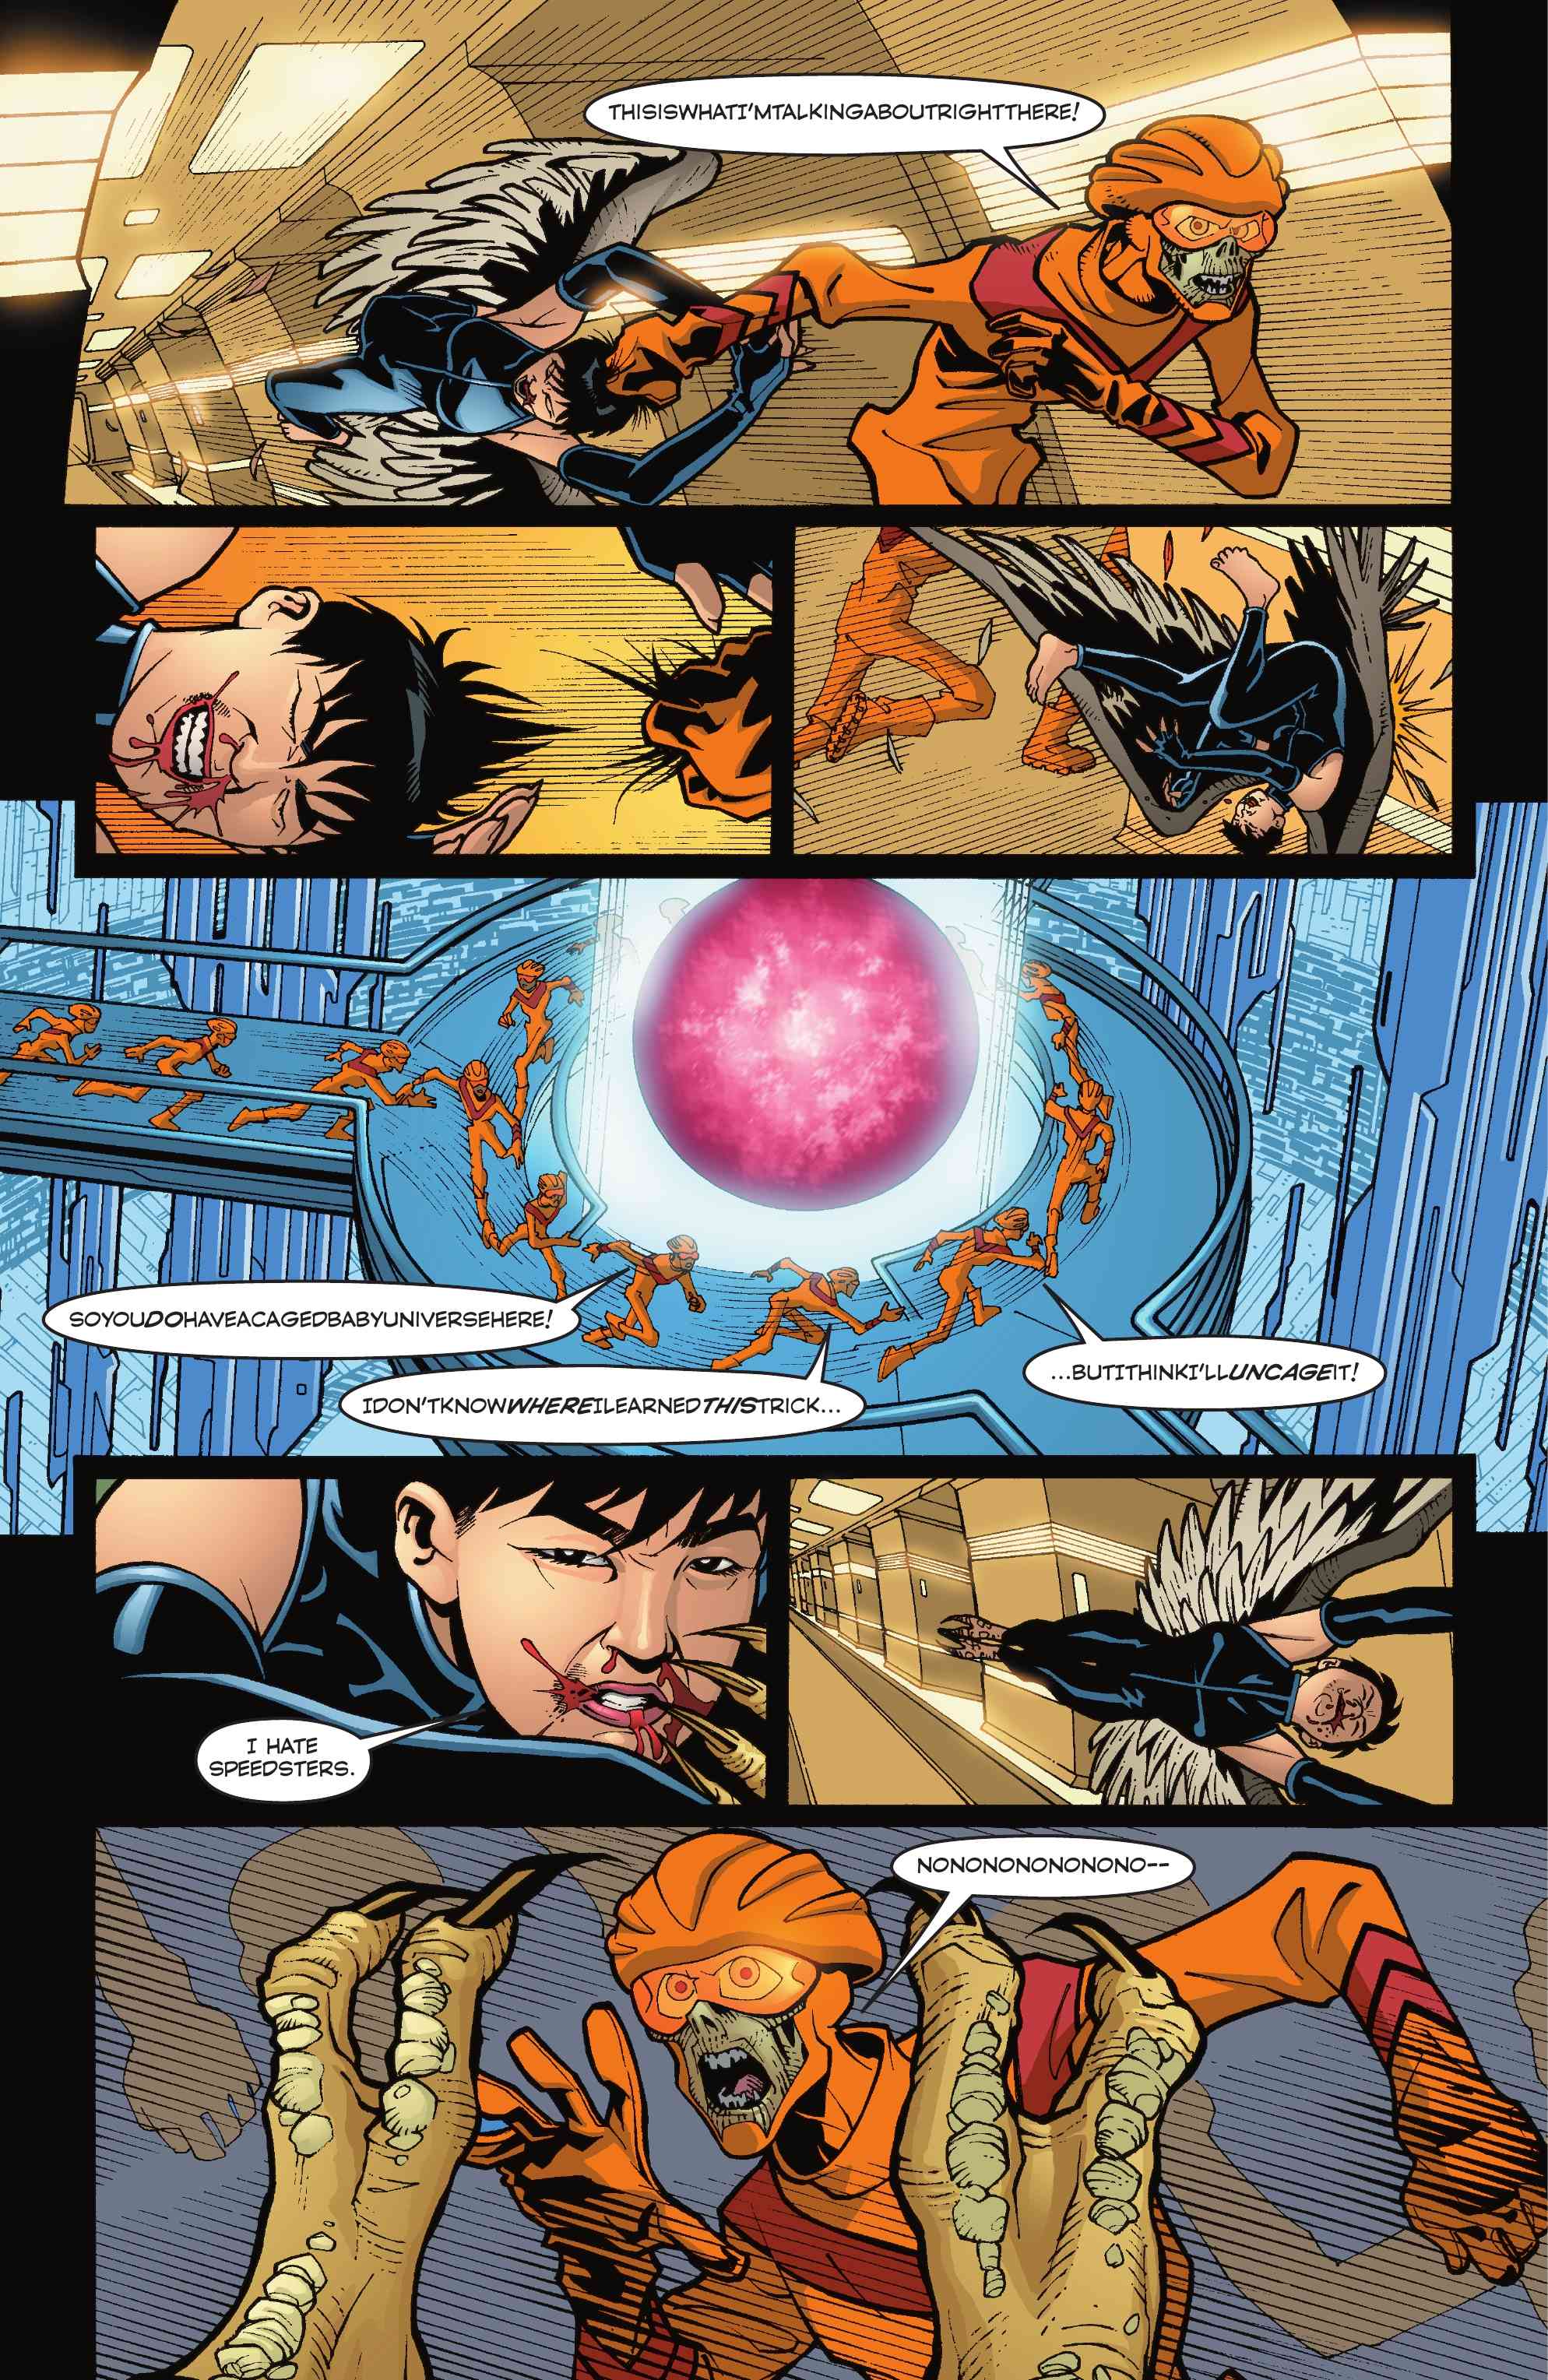 THISISWHATI'MTALKINGABOUTRIGHTTHERE!
SOYOUDOHAVEACAGEDBABYUNIVERSEHERE!
IDON'TKNOWWHEREILEARNEDTHISTRICK...
...BUTITHINKI'LLUNCAGEIT!
I HATE
SPEEDSTERS.
NONONONONONONO--